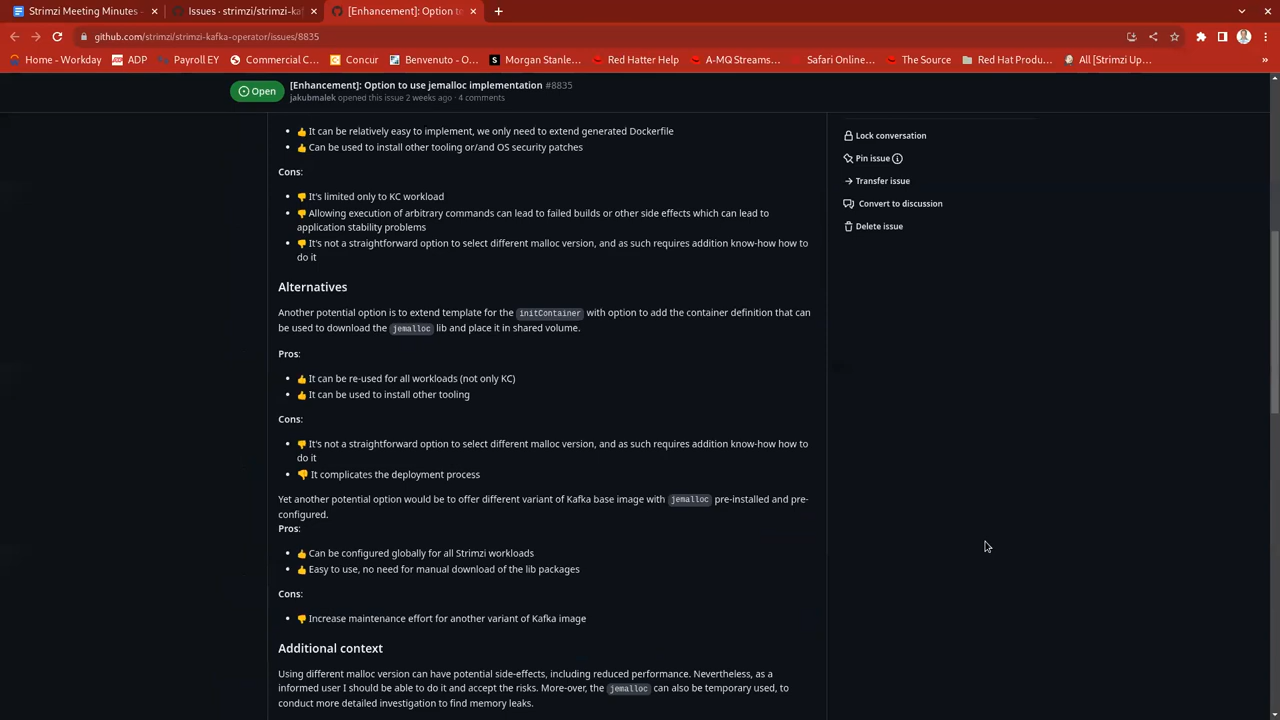 Strimzi Meeting Minutes -
Issues · strimzi/strimzi-kaf
[Enhancement]: Option to
github.com/strimzi/strimzi-kafka-operator/issues/8835
Home - Workday
ADP
Payroll EY
Commercial C...
Concur
Benvenuto - O...
Morgan Stanle...
Red Hatter Help
A-MQ Streams...
Safari Online...
The Source
Red Hat Produ...
All [Strimzi Up...
»
Open
[Enhancement]: Option to use jemalloc implementation #8835
jakubmalek opened this issue 2 weeks ago · 4 comments
• 👍 It can be relatively easy to implement, we only need to extend generated Dockerfile
• 👍 Can be used to install other tooling or/and OS security patches
Cons:
• 👎 It's limited only to KC workload
• 👎 Allowing execution of arbitrary commands can lead to failed builds or other side effects which can lead to
application stability problems
• 👎 It's not a straightforward option to select different malloc version, and as such requires addition know-how how to
do it
Alternatives
Another potential option is to extend template for the initContainer with option to add the container definition that can
be used to download the jemalloc lib and place it in shared volume.
Pros:
• 👍 It can be re-used for all workloads (not only KC)
• 👍 It can be used to install other tooling
Cons:
• 👎 It's not a straightforward option to select different malloc version, and as such requires addition know-how how to
do it
• 👎 It complicates the deployment process
Yet another potential option would be to offer different variant of Kafka base image with jemalloc pre-installed and pre-
configured.
Pros:
• 👍 Can be configured globally for all Strimzi workloads
• 👍 Easy to use, no need for manual download of the lib packages
Cons:
• 👎 Increase maintenance effort for another variant of Kafka image
Additional context
Using different malloc version can have potential side-effects, including reduced performance. Nevertheless, as a
informed user I should be able to do it and accept the risks. More-over, the jemalloc can also be temporary used, to
conduct more detailed investigation to find memory leaks.
Lock conversation
Pin issue
Transfer issue
Convert to discussion
Delete issue